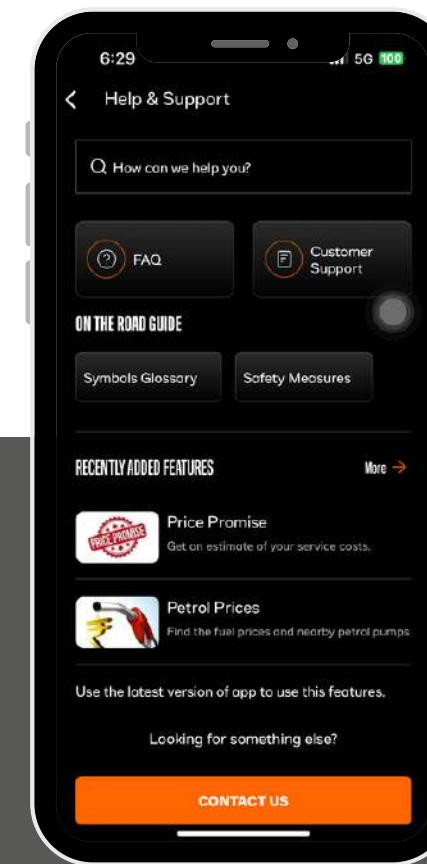 6:29
5G 100
Help & Support
How can we help you?
FAQ
Customer
Support
ON THE ROAD GUIDE
Symbols Glossary
Safety Measures
RECENTLY ADDED FEATURES
More →
PRICE PROMISE
Price Promise
Get an estimate of your service costs.
Petrol Prices
Find the fuel prices and nearby petrol pumps
Use the latest version of app to use this features.
Looking for something else?
CONTACT US